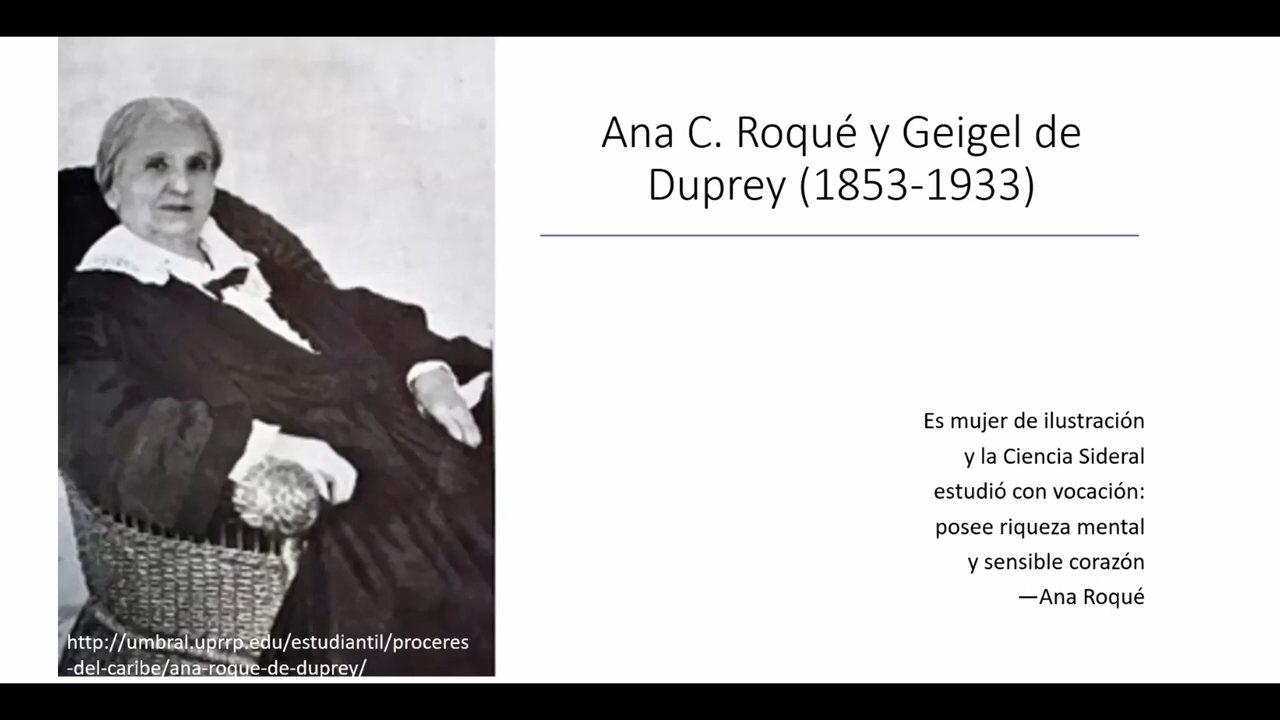 Ana C. Roqué y Geigel de
Duprey (1853-1933)
Es mujer de ilustración
y la Ciencia Sideral
estudió con vocación:
posee riqueza mental
y sensible corazón
—Ana Roqué
http://umbral.uprrp.edu/estudiantil/proceres
-del-caribe/ana-roque-de-duprey/